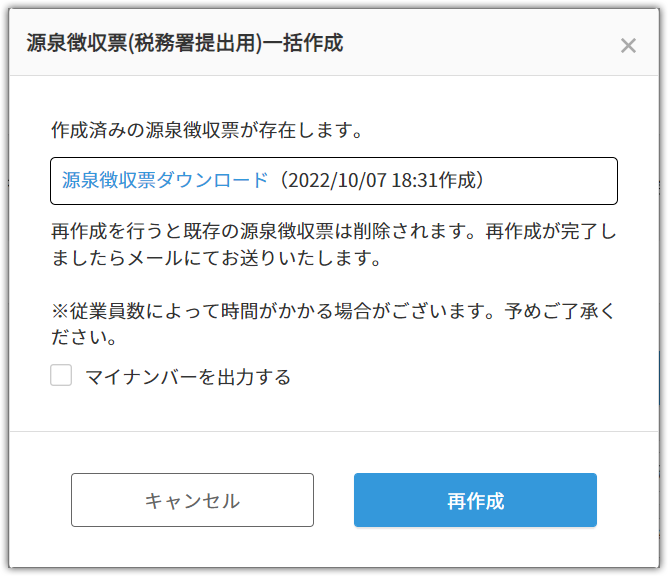 源泉徴収票(税務署提出用)一括作成
作成済みの源泉徴収票が存在します。
源泉徴収票ダウンロード（2022/10/07 18:31作成）
再作成を行うと既存の源泉徴収票は削除されます。再作成が完了し
ましたらメールにてお送りいたします。
※従業員数によって時間がかかる場合がございます。予めご了承く
ださい。
マイナンバーを出力する
キャンセル
再作成